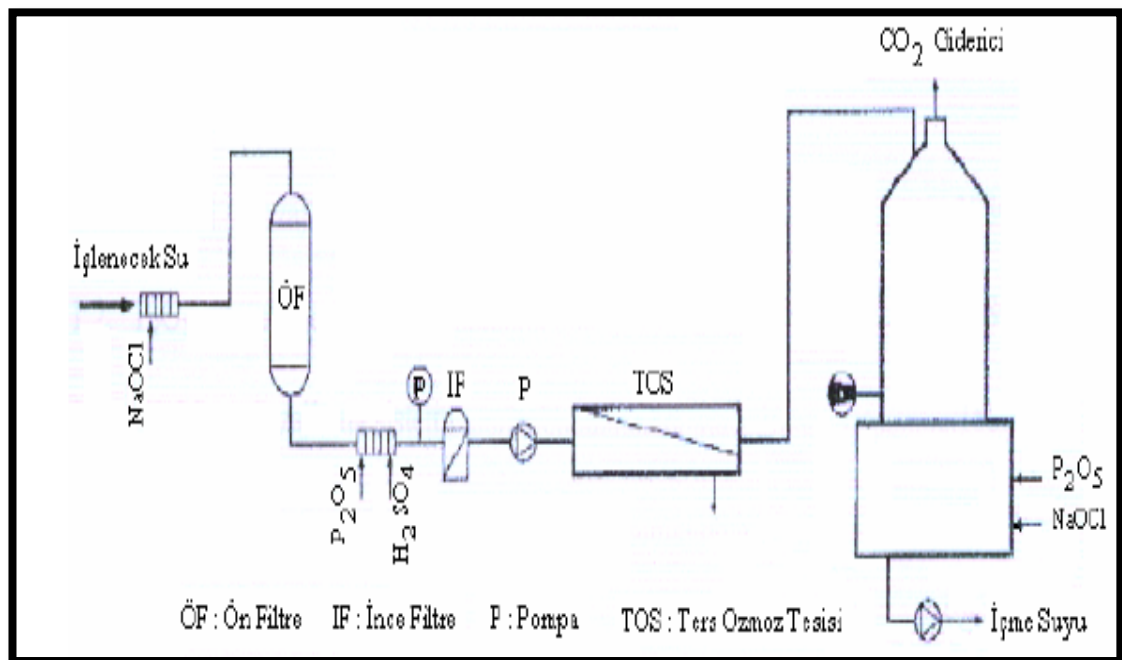 CO2 Giderici
İşlenecek Su
NaOCl
ÖF
P2O5
H2SO4
P
IF
P
TOS
P2O5
NaOCl
İçme Suyu
ÖF : Ön Filtre IF : İnce Filtre P : Pompa TOS : Ters Ozmoz Tesisi